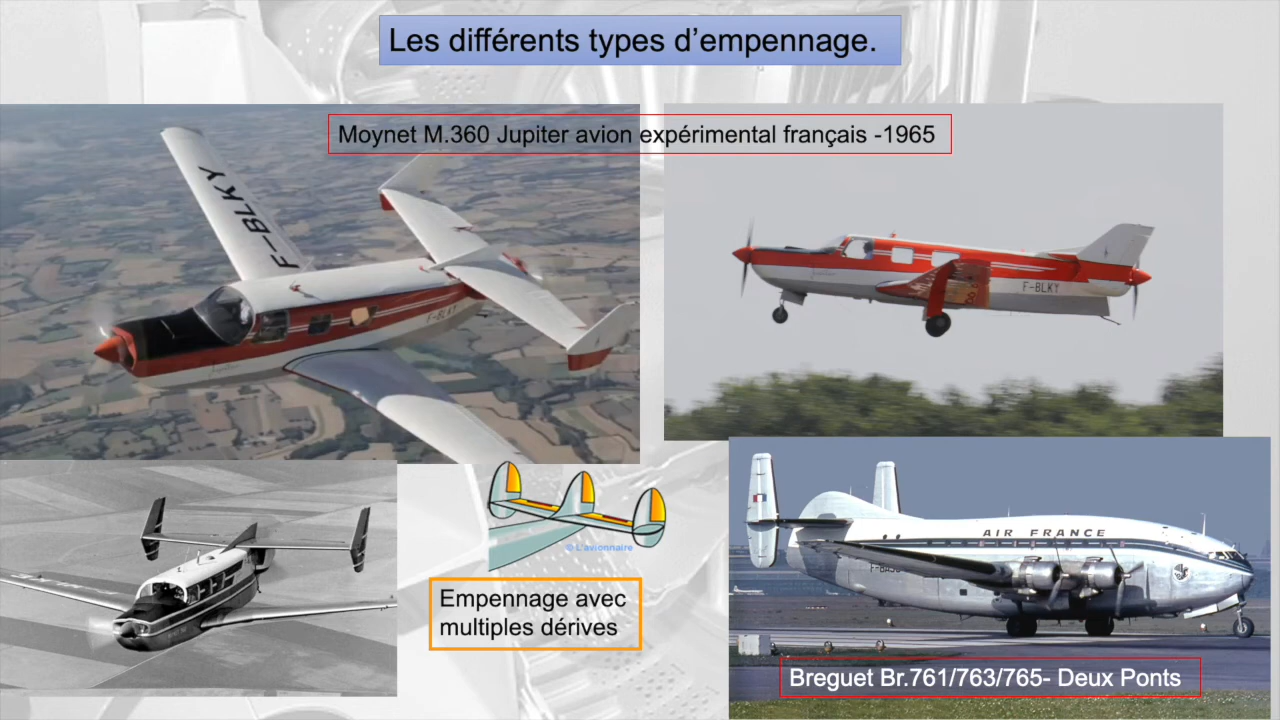 Les différents types d’empennage.
Moynet M.360 Jupiter avion expérimental français -1965
F-BLKY
F-BLKY
F-BLKY
© L'avionnaire
Empennage avec
multiples dérives
AIR FRANCE
Breguet Br.761/763/765- Deux Ponts